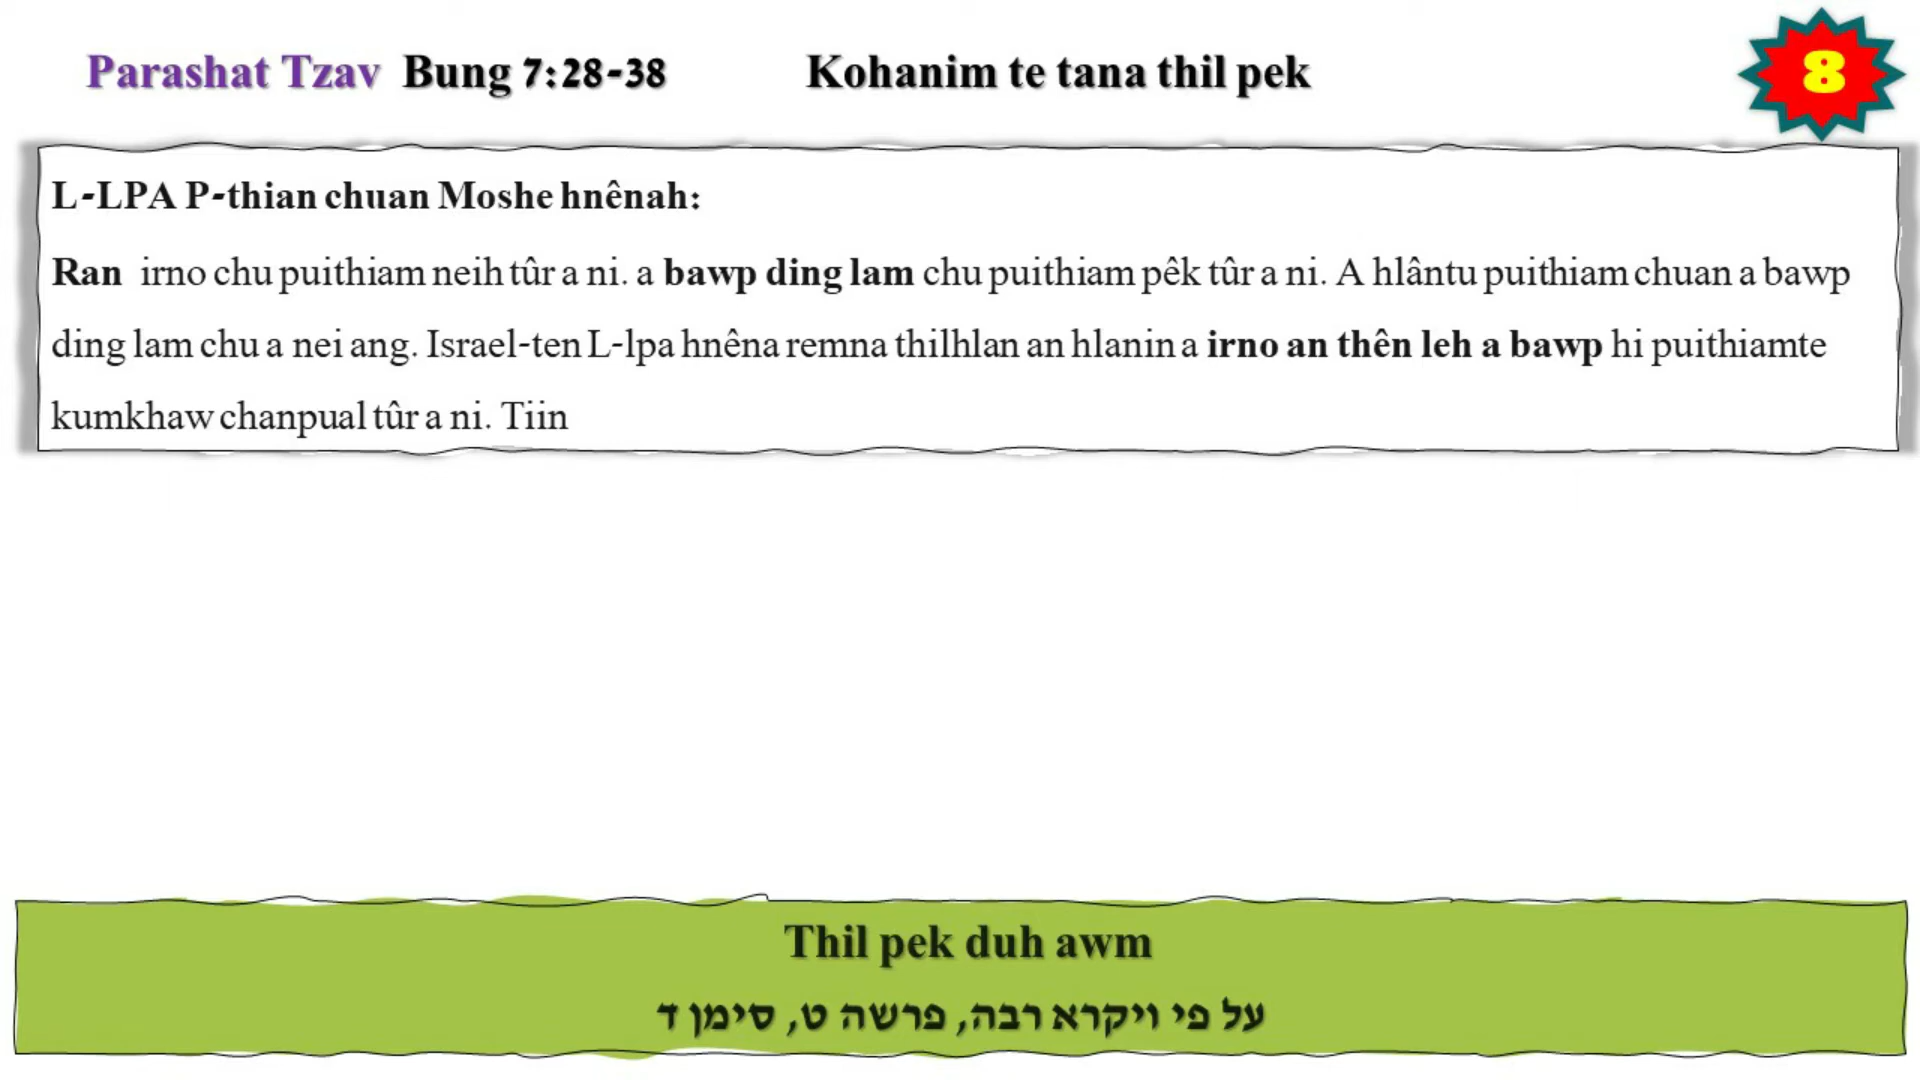 Parashat Tzav Bung 7:28-38 Kohanim te tana thil pek 8
L-LPA P-thian chuan Moshe hnênah:
Ran irno chu puithiam neih tûr a ni. a bawp ding lam chu puithiam pêk tûr a ni. A hlântu puithiam chuan a bawp
ding lam chu a nei ang. Israel-ten L-lpa hnêna remna thilhlan an hlanin a irno an thên leh a bawp hi puithiamte
kumkhaw chanpual tûr a ni. Tiin
Thil pek duh awm
על פי ויקרא רבה, פרשה ט, סימן ד